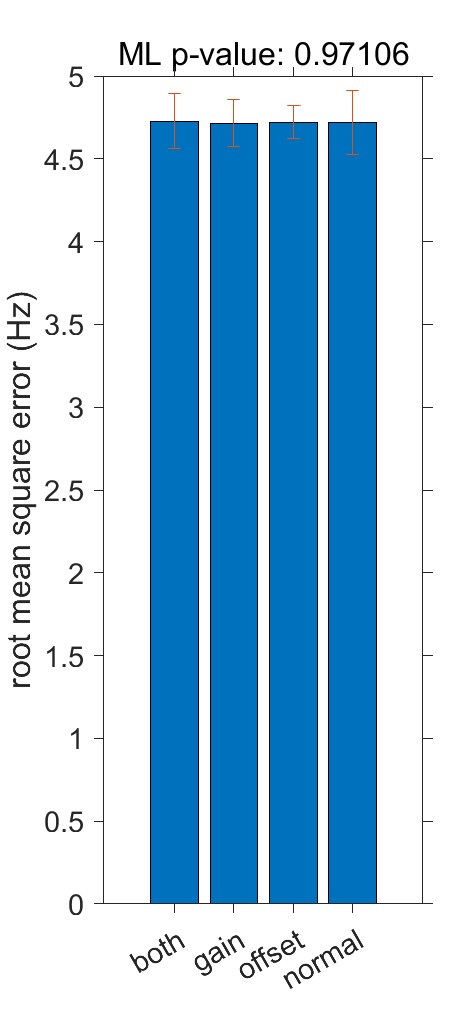 ML p-value: 0.97106
root mean square error (Hz)
5
4.5
4
3.5
3
2.5
2
1.5
1
0.5
0
both
gain
offset
normal